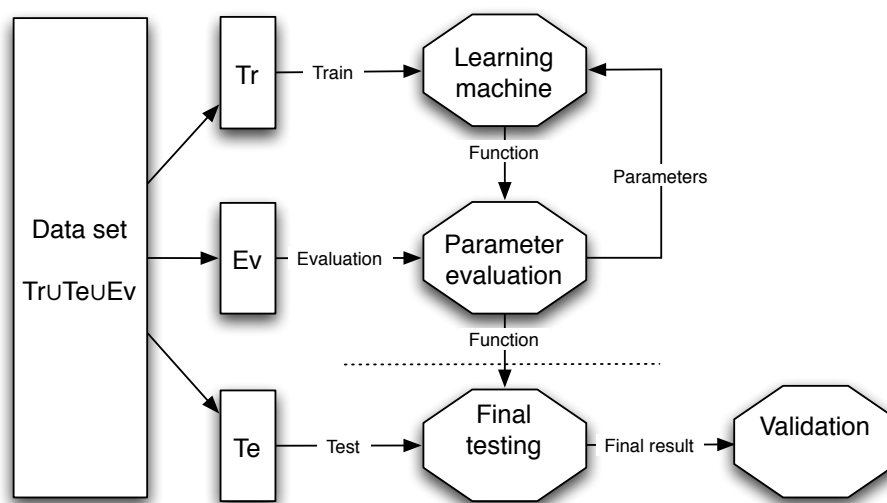 Data set
Tr∪Te∪Ev
Tr
Train
Learning
machine
Function
Parameters
Ev
Evaluation
Parameter
evaluation
Function
Te
Test
Final
testing
Final result
Validation